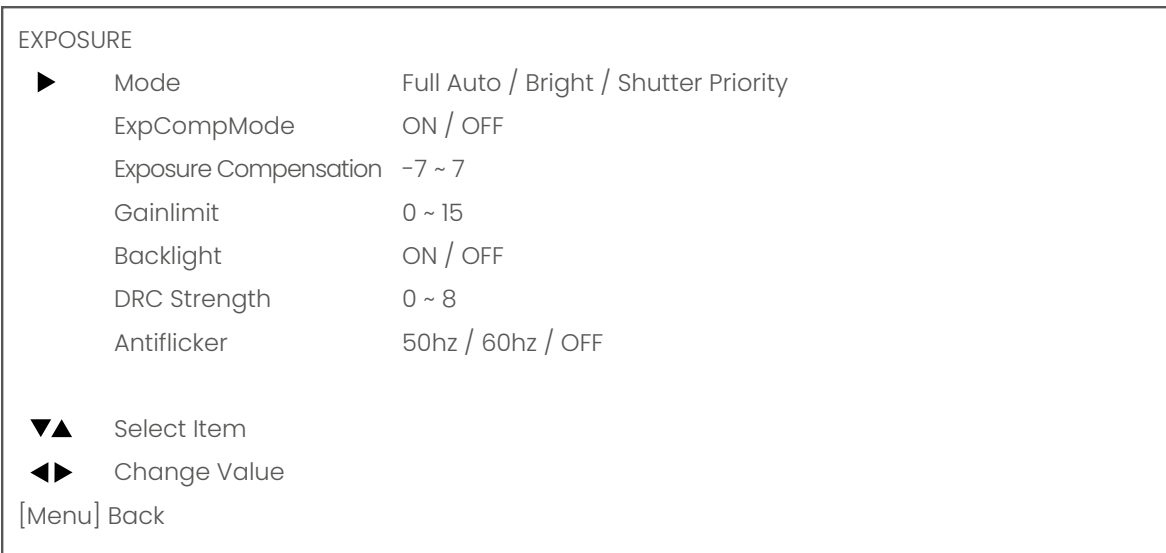 EXPOSURE
▶ Mode Full Auto / Bright / Shutter Priority
ExpCompMode ON / OFF
Exposure Compensation -7 ~ 7
Gainlimit 0 ~ 15
Backlight ON / OFF
DRC Strength 0 ~ 8
Antiflicker 50hz / 60hz / OFF
▼▲ Select Item
◀▶ Change Value
[Menu] Back